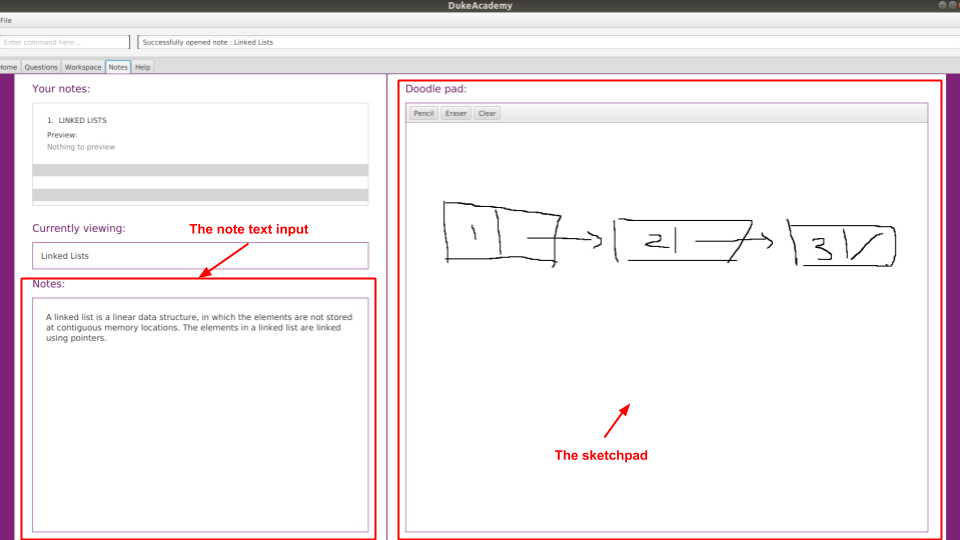 DukeAcademy
File
Enter command here...
Successfully opened note : Linked Lists
Home Questions Workspace Notes Help
Your notes:
1. LINKED LISTS
Preview:
Nothing to preview
Currently viewing:
The note text input
Linked Lists
Notes:
A linked list is a linear data structure, in which the elements are not stored
at contiguous memory locations. The elements in a linked list are linked
using pointers.
Doodle pad:
Pencil Eraser Clear
1 2 3
The sketchpad